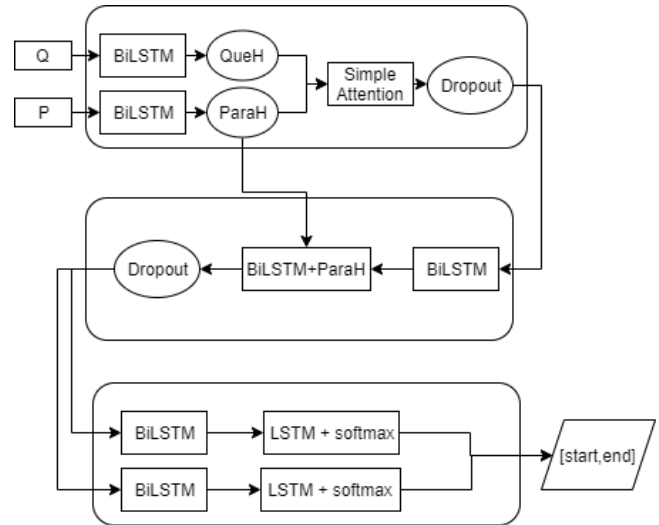 Q
BiLSTM
QueH
Simple
Attention
Dropout
P
BiLSTM
ParaH
Dropout
BiLSTM+ParaH
BiLSTM
BiLSTM
LSTM + softmax
[start,end]
BiLSTM
LSTM + softmax